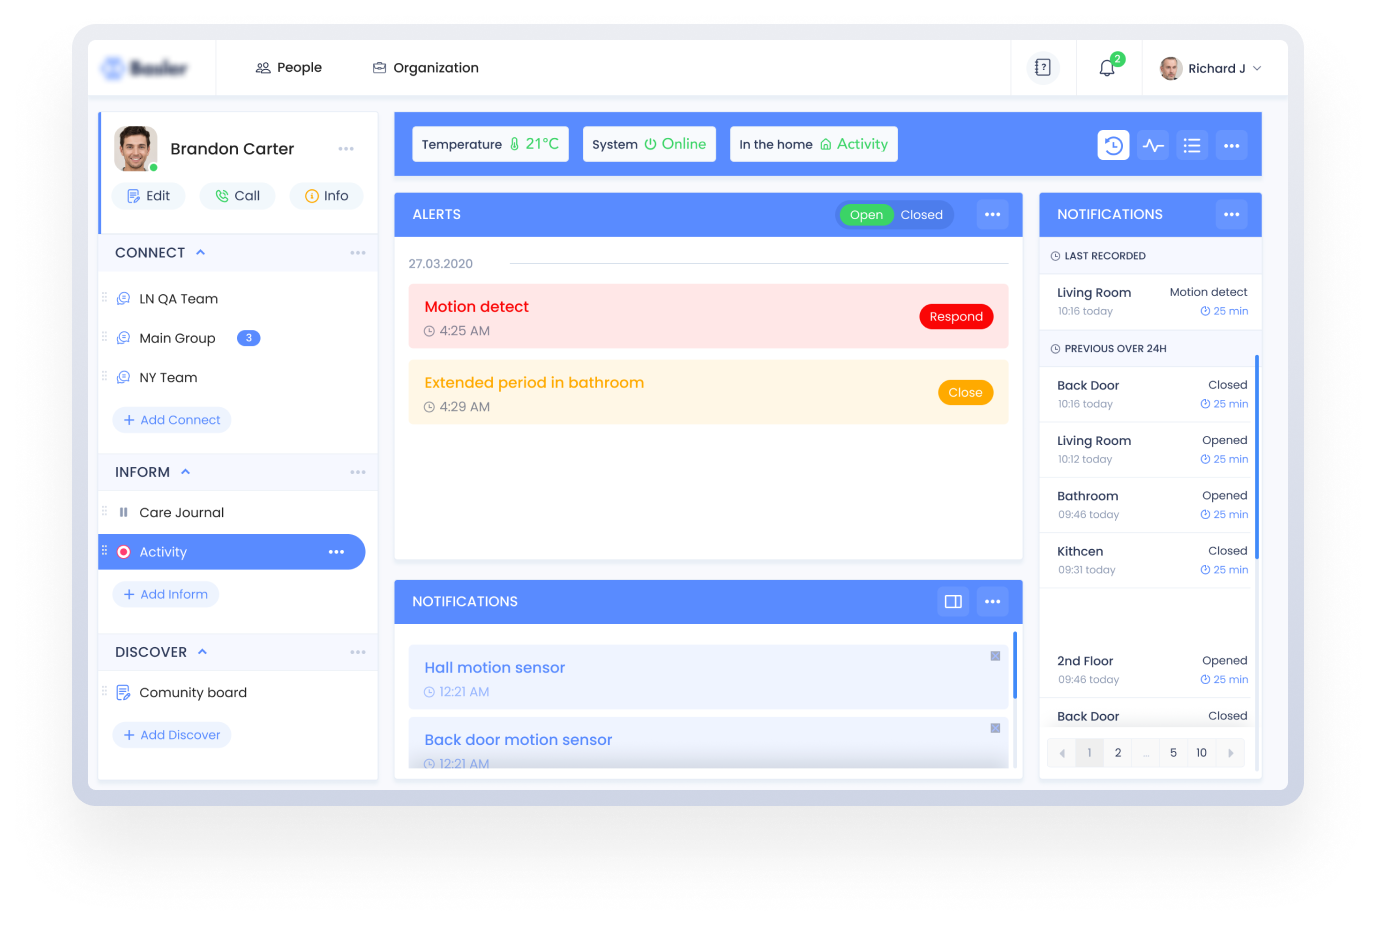 People
Organization
2
Richard J
Brandon Carter
Edit
Call
Info
CONNECT
LN QA Team
Main Group
3
NY Team
+ Add Connect
INFORM
Care Journal
Activity
+ Add Inform
DISCOVER
Comunity board
+ Add Discover
Temperature 21°C
System Online
In the home Activity
ALERTS
Open
Closed
27.03.2020
Motion detect
4:25 AM
Respond
Extended period in bathroom
4:29 AM
Close
NOTIFICATIONS
Hall motion sensor
12:21 AM
Back door motion sensor
12:21 AM
NOTIFICATIONS
LAST RECORDED
Living Room Motion detect
10:16 today 25 min
PREVIOUS OVER 24H
Back Door Closed
10:16 today 25 min
Living Room Opened
10:12 today 25 min
Bathroom Opened
09:46 today 25 min
Kithcen Closed
09:31 today 25 min
2nd Floor Opened
09:46 today 25 min
Back Door Closed
1 2 ... 5 10